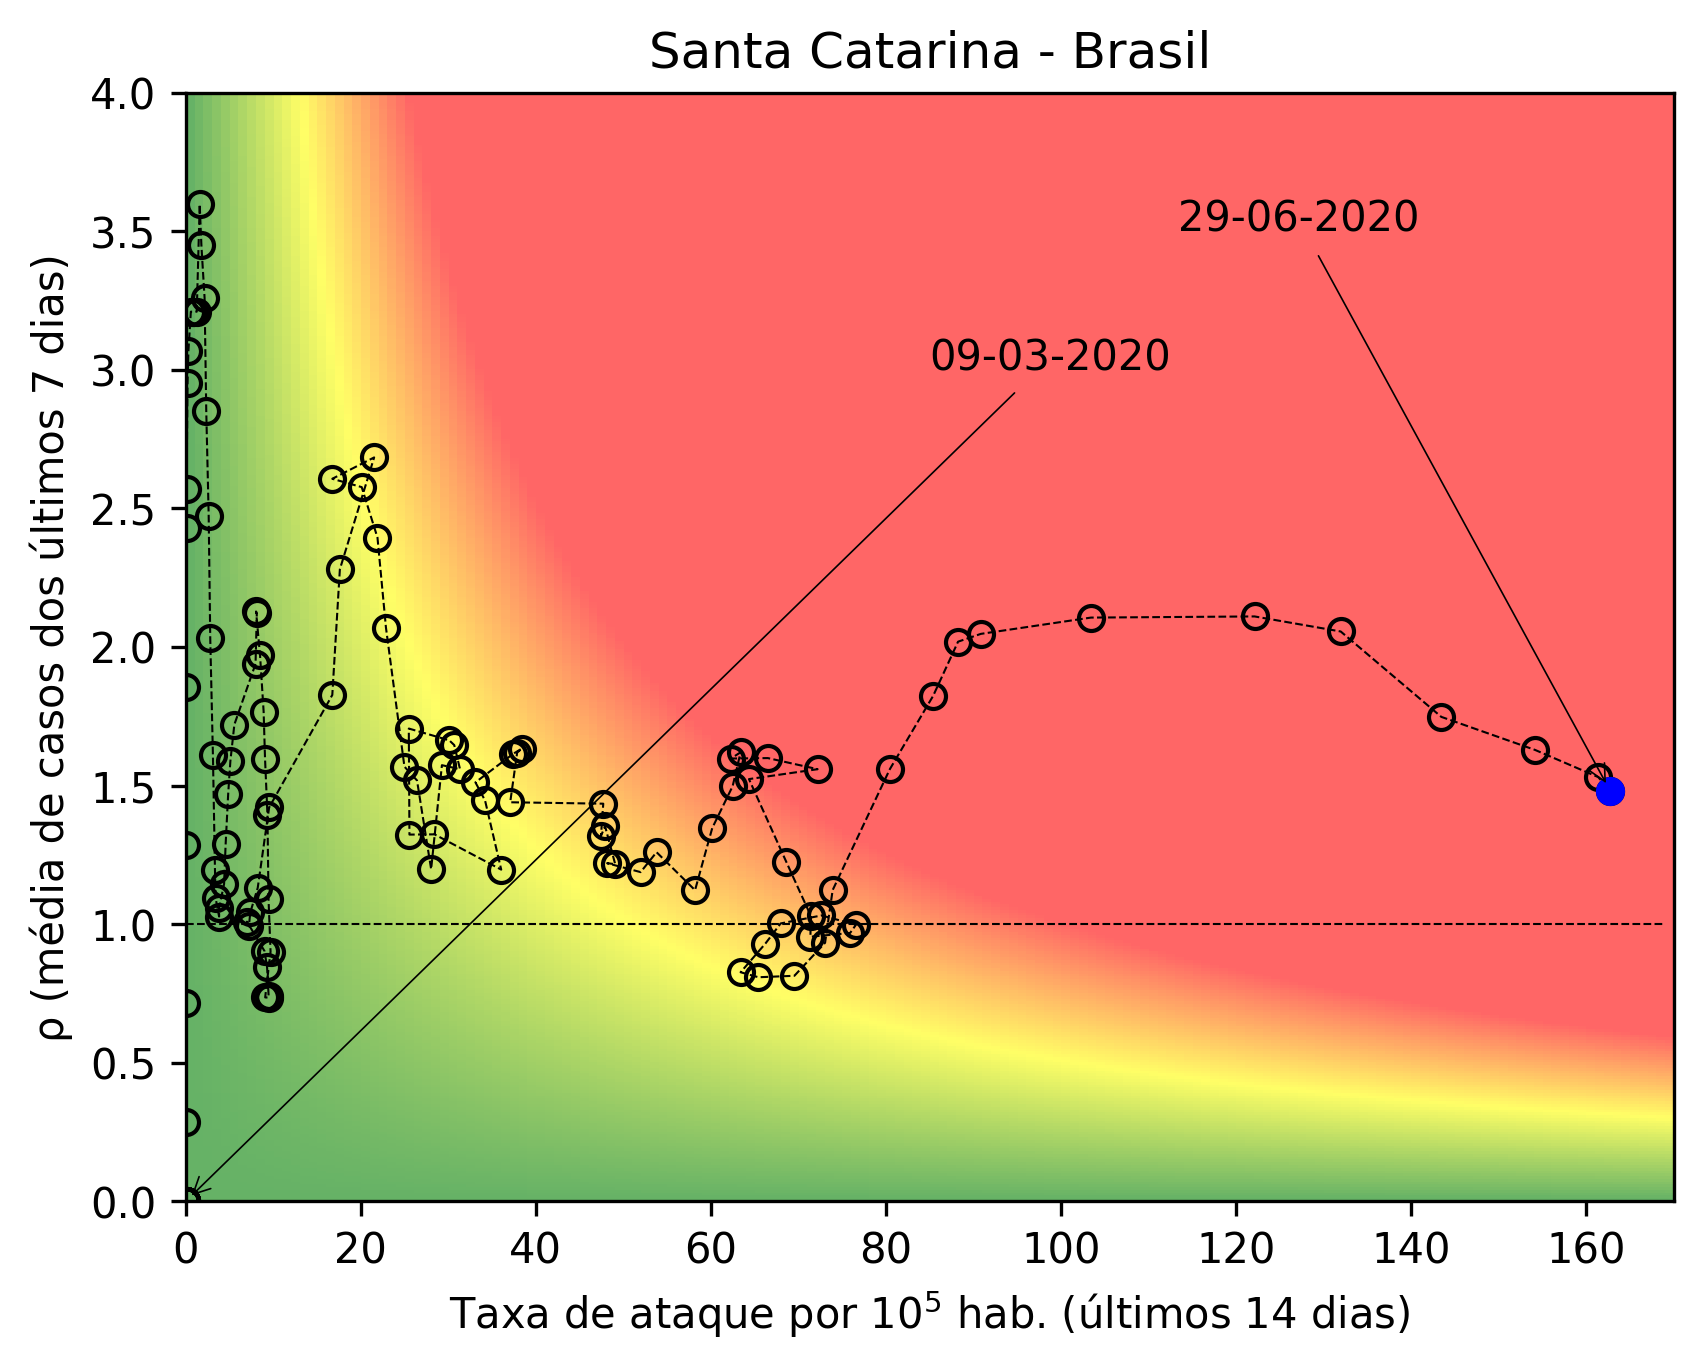 Santa Catarina - Brasil
4.0
3.5
3.0
2.5
2.0
1.5
1.0
0.5
0.0
ρ (média de casos dos últimos 7 dias)
29-06-2020
09-03-2020
0 20 40 60 80 100 120 140 160
Taxa de ataque por 10⁵ hab. (últimos 14 dias)